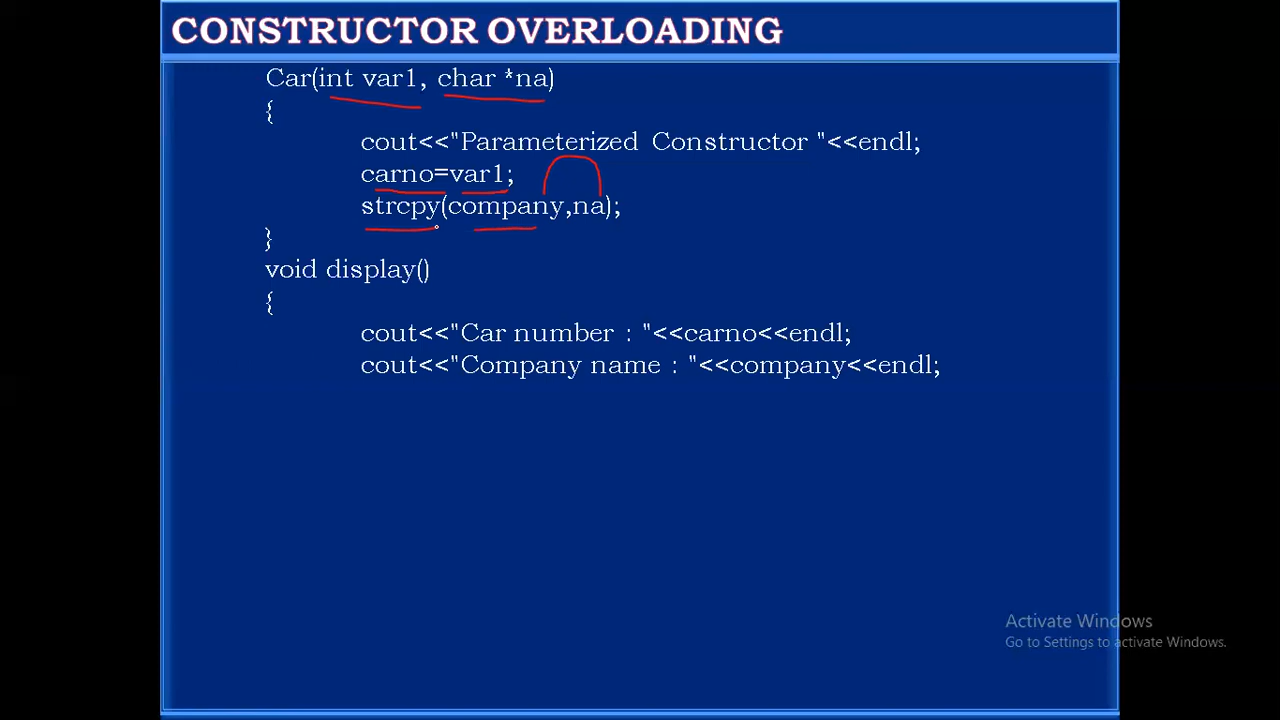 CONSTRUCTOR OVERLOADING
Car(int var1, char *na)
{
cout<<"Parameterized Constructor "<<endl;
carno=var1;
strcpy(company,na);
}
void display()
{
cout<<"Car number : "<<carno<<endl;
cout<<"Company name : "<<company<<endl;
Activate Windows
Go to Settings to activate Windows.